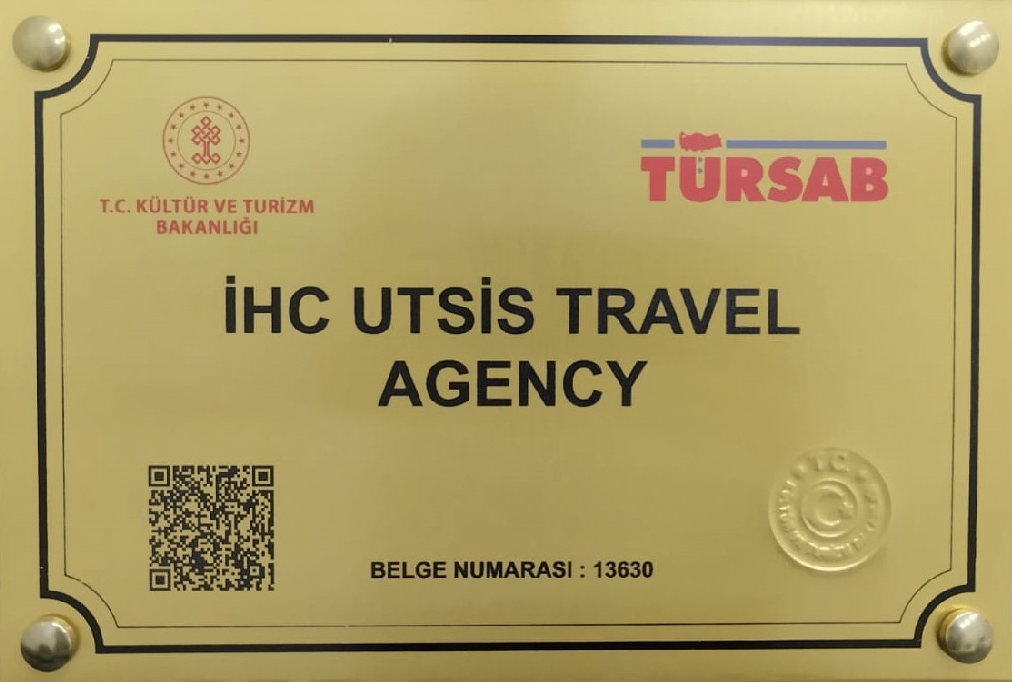 T.C. KÜLTÜR VE TURİZM
BAKANLIĞI
TÜRSAB
İHC UTSİS TRAVEL
AGENCY
BELGE NUMARASI : 13630
T.C.